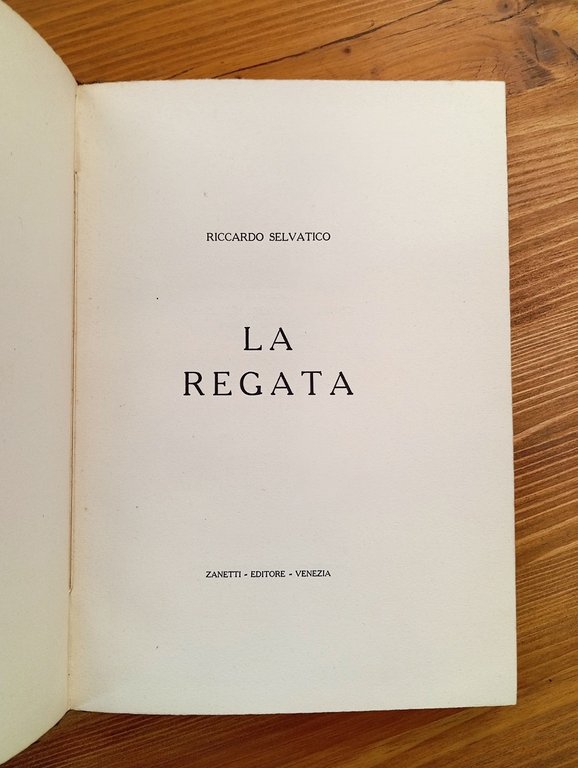 RICCARDO SELVATICO
LA
REGATA
ZANETTI - EDITORE - VENEZIA